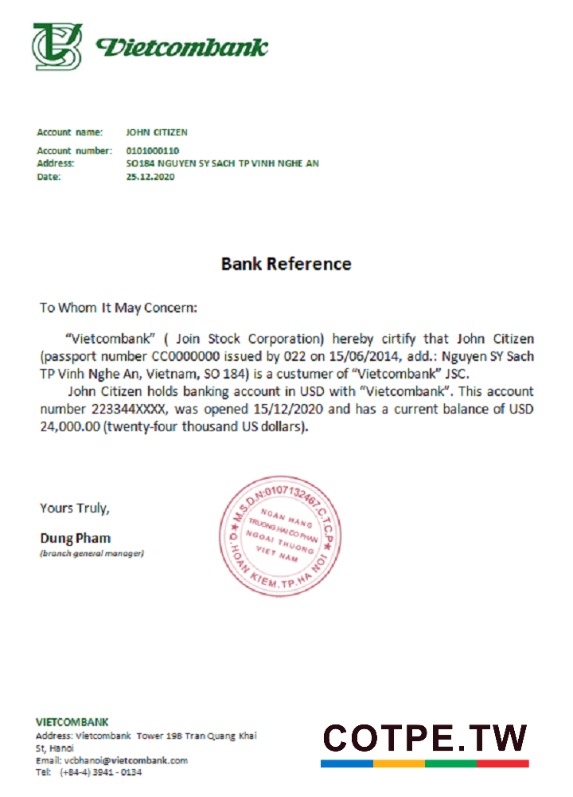 Vietcombank
Account name: JOHN CITIZEN
Account number: 0101000110
Address: SO184 NGUYEN SY SACH TP VINH NGHE AN
Date: 25.12.2020
Bank Reference
To Whom It May Concern:
"Vietcombank" ( Join Stock Corporation) hereby cirtify that John Citizen
(passport number CC0000000 issued by 022 on 15/06/2014, add.: Nguyen SY Sach
TP Vinh Nghe An, Vietnam, SO 184) is a custumer of "Vietcombank" JSC.
John Citizen holds banking account in USD with "Vietcombank". This account
number 223344XXXX, was opened 15/12/2020 and has a current balance of USD
24,000.00 (twenty-four thousand US dollars).
Yours Truly,
Dung Pham
(branch general manager)
M.S.D.N:0107132467.C.T.C.P
NGAN HANG
TRUONG HAI CO PHAN
NGOAI THUONG
VIET NAM
Q.HOAN KIEM.TP.HA NOI
VIETCOMBANK
Address: Vietcombank Tower 19B Tran Quang Khai
St, Hanoi
Email: vcbhanoi@vietcombank.com
Tel: (+84-4) 3941 - 0134
COTPE.TW